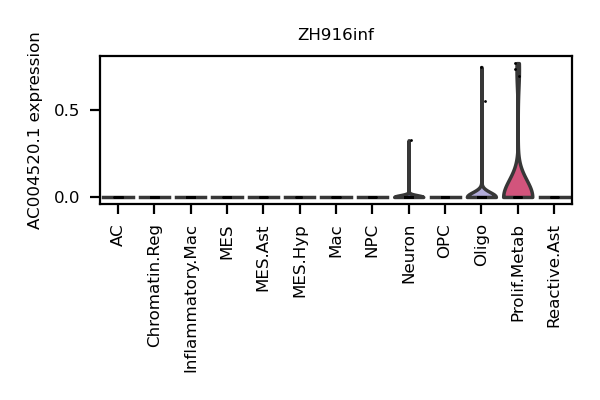 ZH916inf
AC004520.1 expression
0.5
0.0
AC
Chromatin.Reg
Inflammatory.Mac
MES
MES.Ast
MES.Hyp
Mac
NPC
Neuron
OPC
Oligo
Prolif.Metab
Reactive.Ast